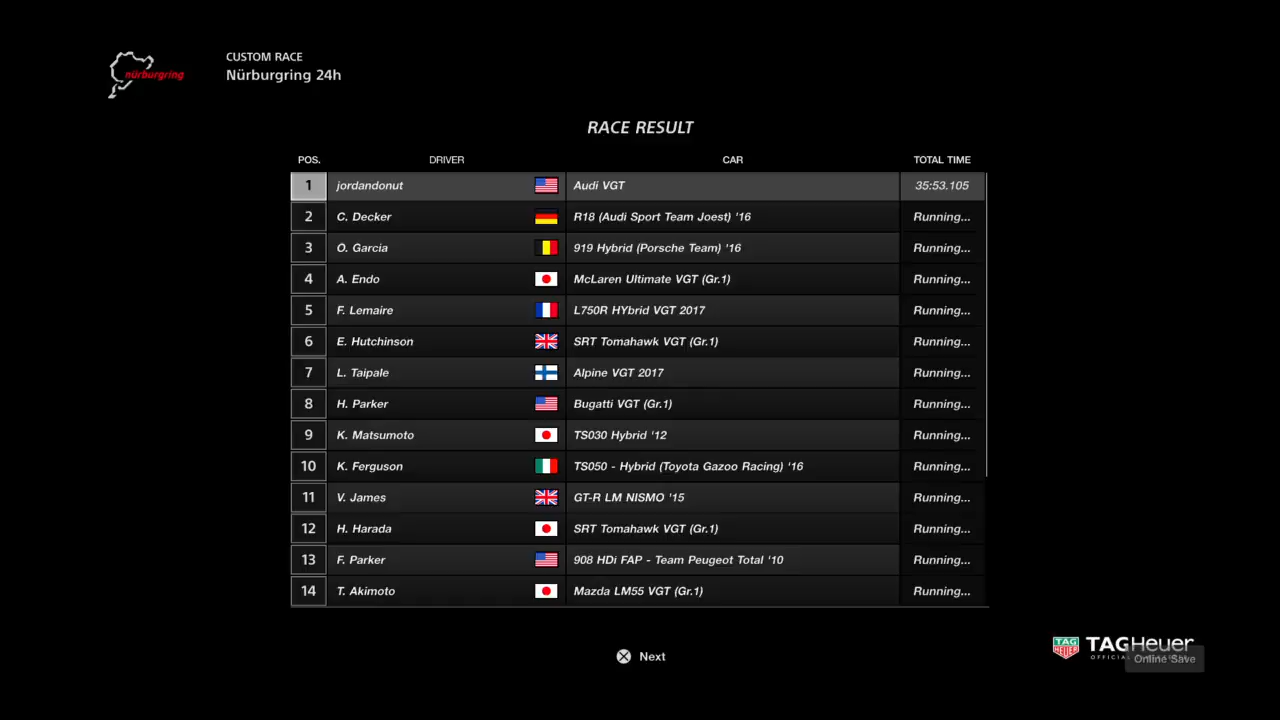 nürburgring
CUSTOM RACE
Nürburgring 24h
RACE RESULT
POS. DRIVER CAR TOTAL TIME
1 jordandonut Audi VGT 35:53.105
2 C. Decker R18 (Audi Sport Team Joest) '16 Running...
3 O. Garcia 919 Hybrid (Porsche Team) '16 Running...
4 A. Endo McLaren Ultimate VGT (Gr.1) Running...
5 F. Lemaire L750R HYbrid VGT 2017 Running...
6 E. Hutchinson SRT Tomahawk VGT (Gr.1) Running...
7 L. Taipale Alpine VGT 2017 Running...
8 H. Parker Bugatti VGT (Gr.1) Running...
9 K. Matsumoto TS030 Hybrid '12 Running...
10 K. Ferguson TS050 - Hybrid (Toyota Gazoo Racing) '16 Running...
11 V. James GT-R LM NISMO '15 Running...
12 H. Harada SRT Tomahawk VGT (Gr.1) Running...
13 F. Parker 908 HDi FAP - Team Peugeot Total '10 Running...
14 T. Akimoto Mazda LM55 VGT (Gr.1) Running...
Next
TAG HEUER
TAGHeuer
OFFICIAL
Online Save